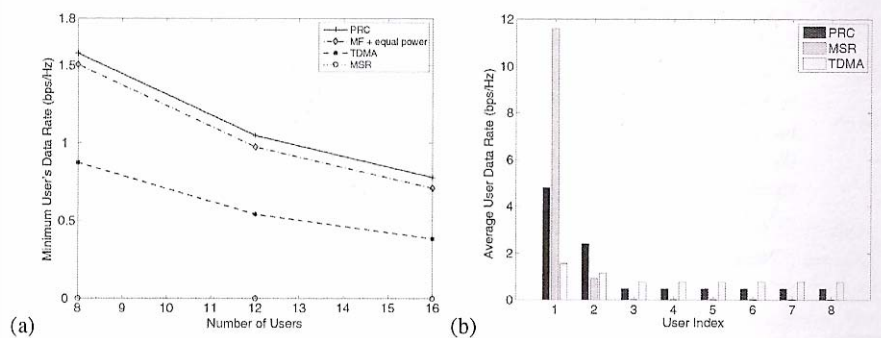 (a)
Minimum User's Data Rate (bps/Hz)
1.8
1.5
1
0.5
0
8 9 10 11 12 13 14 15 16
Number of Users
PRC
MF + equal power
TDMA
MSR
(b)
Average User Data Rate (bps/Hz)
12
10
8
6
4
2
0
1 2 3 4 5 6 7 8
User Index
PRC
MSR
TDMA